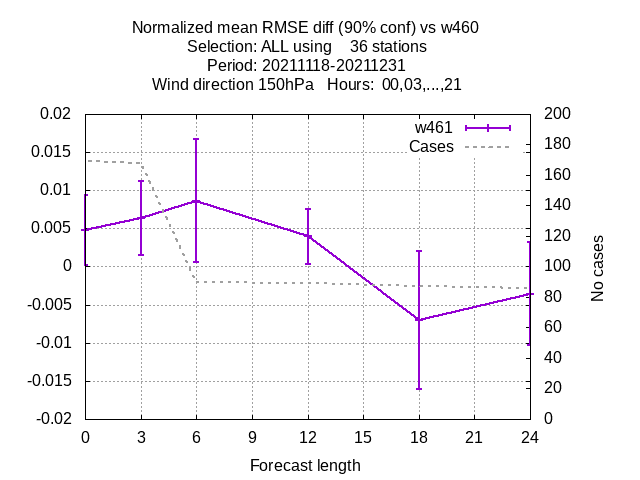 Normalized mean RMSE diff (90% conf) vs w460
Selection: ALL using    36 stations
Period: 20211118-20211231
Wind direction 150hPa   Hours:  00,03,...,21
0.02
0.015
0.01
0.005
0
-0.005
-0.01
-0.015
-0.02
200
180
160
140
120
100
80
60
40
20
0
w461
Cases
No cases
0 3 6 9 12 15 18 21 24
Forecast length